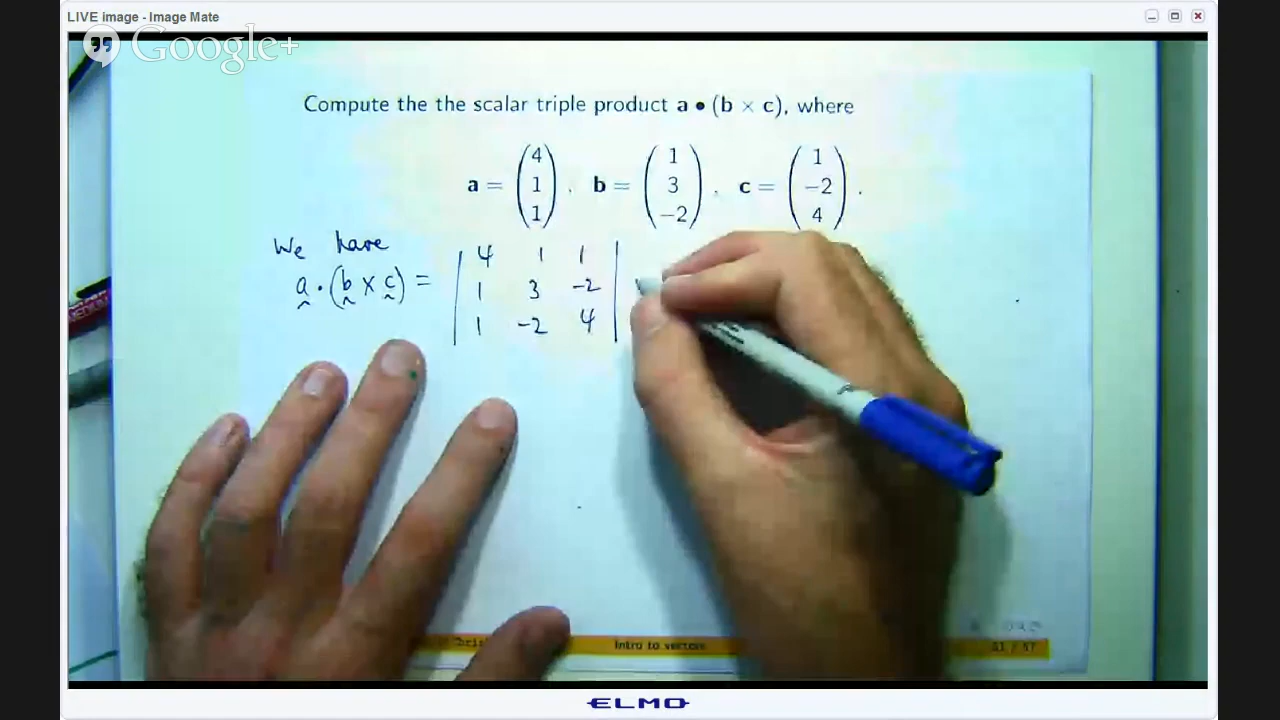 LIVE image - Image Mate
Google+
Compute the the scalar triple product a • (b × c), where
a = (4 1 1), b = (1 3 −2), c = (1 −2 4).
We have
a · (b × c) = | 4 1 1 |
| 1 3 -2 |
| 1 -2 4 |
MEDIUM
Intro to vectors
ELMO